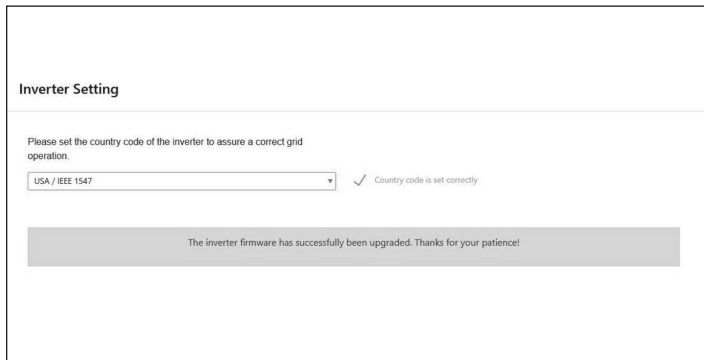 Inverter Setting
Please set the country code of the inverter to assure a correct grid
operation.
USA / IEEE 1547
Country code is set correctly
The inverter firmware has successfully been upgraded. Thanks for your patience!